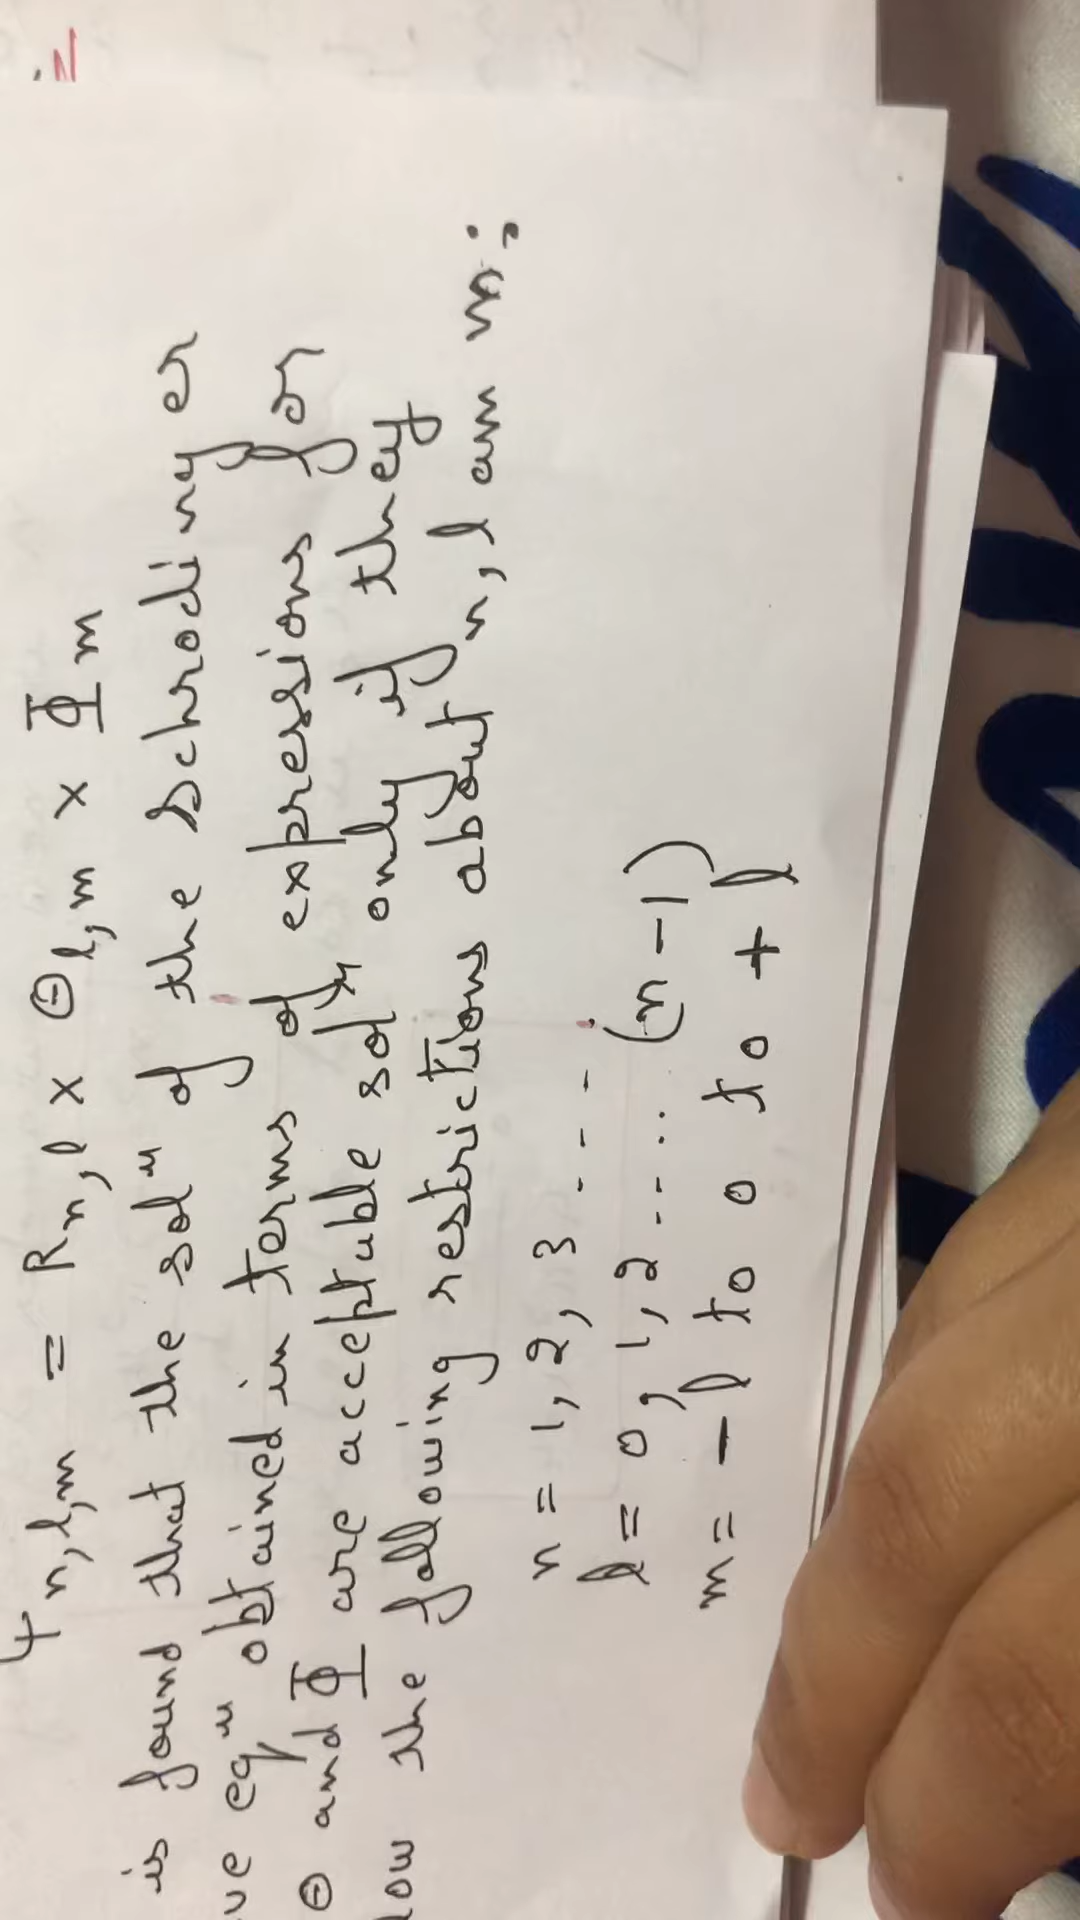 Ψn,l,m = Rn,l × Θl,m × Φm
is found that the solⁿ of the Schrodinger
eqⁿ obtained in terms of expressions for
Θ and Φ are acceptable solⁿ only if they
the following restrictions about n, l am m:
n = 1, 2, 3 ---.
l = 0, 1, 2 ----- (n-1)
m = -l to 0 to +l